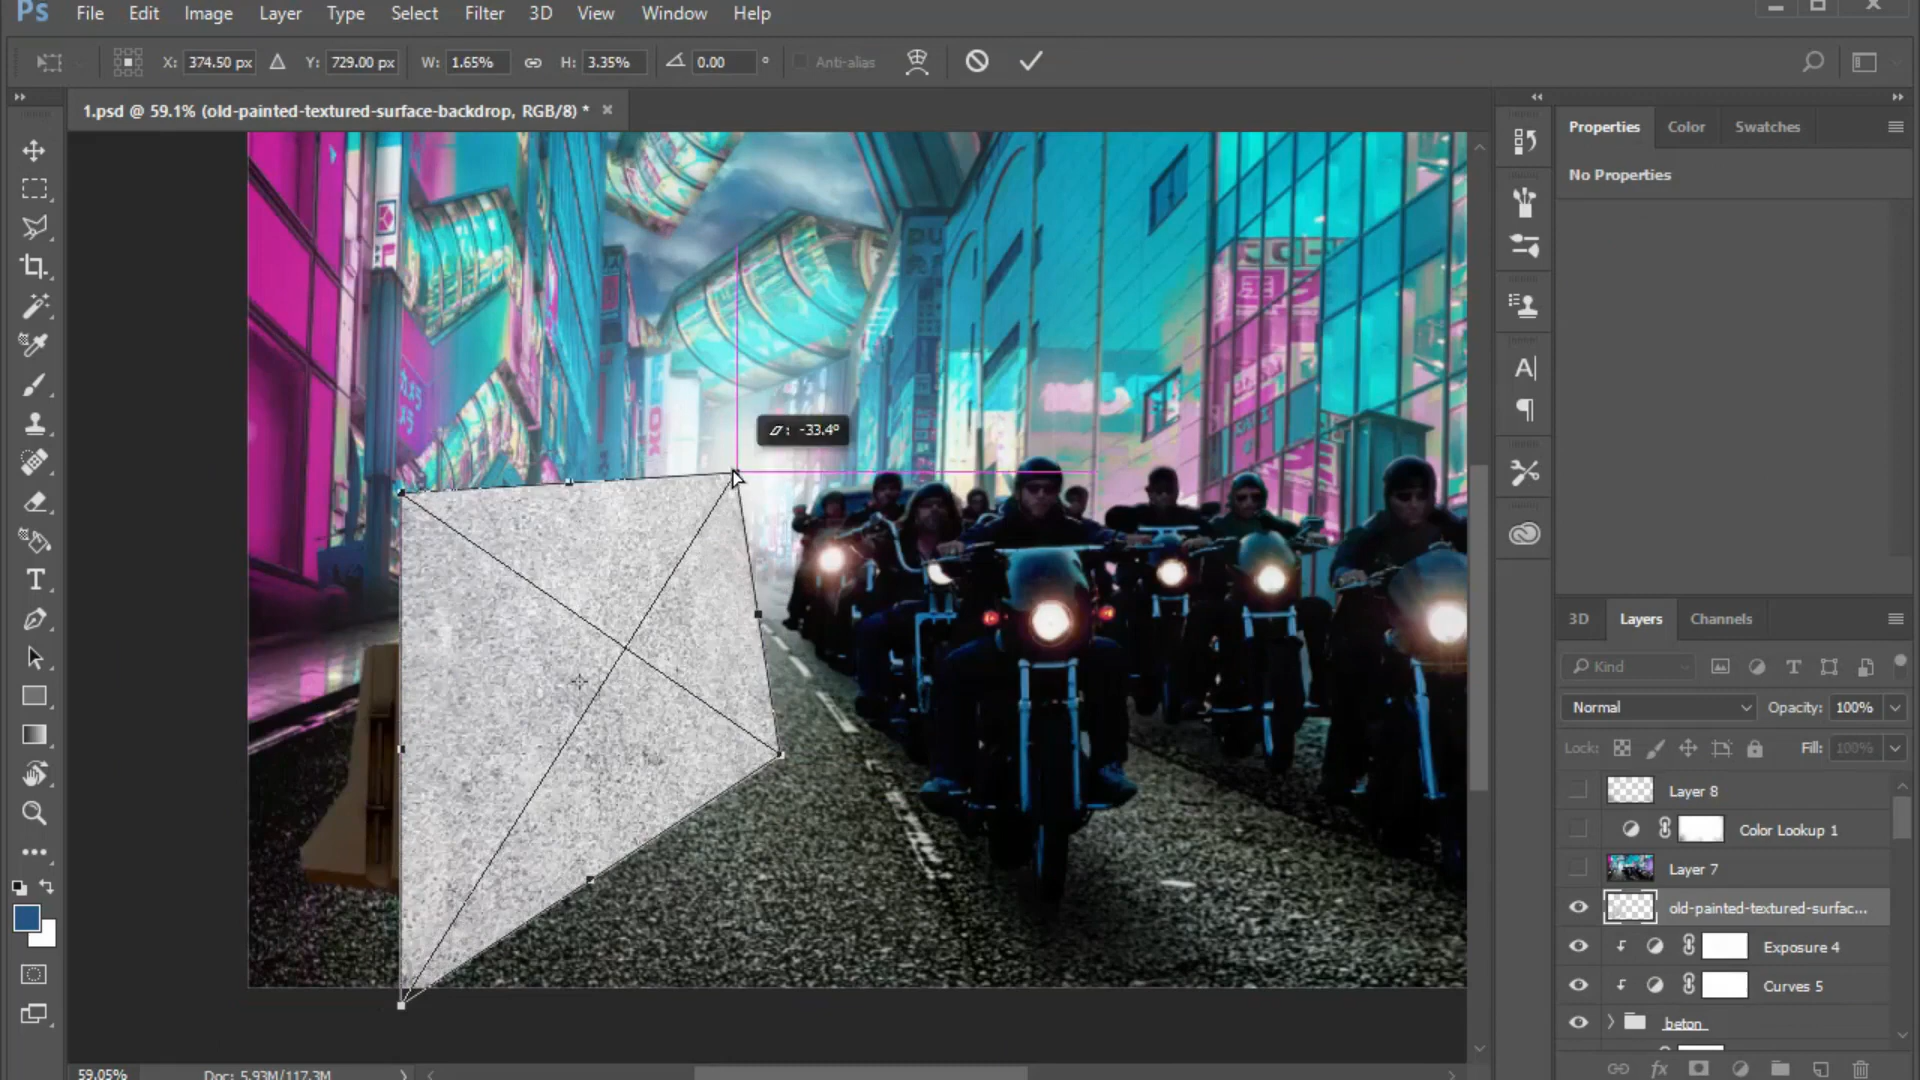 Ps File Edit Image Layer Type Select Filter 3D View Window Help
X: 374.50 px Y: 729.00 px W: 1.65% H: 3.35% 0.00 ° Anti-alias
1.psd @ 59.1% (old-painted-textured-surface-backdrop, RGB/8) *
Properties Color Swatches
No Properties
: -33.4°
3D Layers Channels
Kind
Normal Opacity: 100%
Lock: Fill: 100%
Layer 8
Color Lookup 1
Layer 7
old-painted-textured-surfac...
Exposure 4
Curves 5
beton
59.05% Doc: 5.93M/117.3M